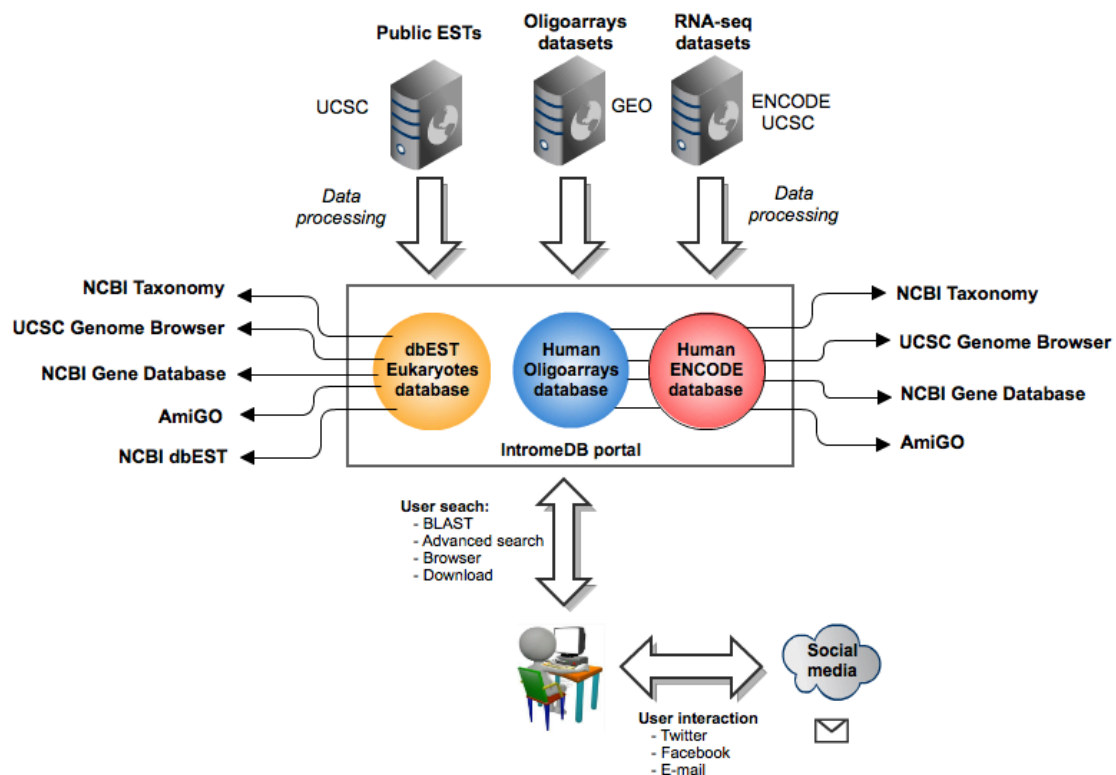 Public ESTs
Oligoarrays
datasets
RNA-seq
datasets
UCSC
GEO
ENCODE
UCSC
Data
processing
Data
processing
NCBI Taxonomy
UCSC Genome Browser
NCBI Gene Database
AmiGO
NCBI dbEST
dbEST
Eukaryotes
database
Human
Oligoarrays
database
Human
ENCODE
database
IntromeDB portal
NCBI Taxonomy
UCSC Genome Browser
NCBI Gene Database
AmiGO
User seach:
- BLAST
- Advanced search
- Browser
- Download
Social
media
User interaction
- Twitter
- Facebook
- E-mail